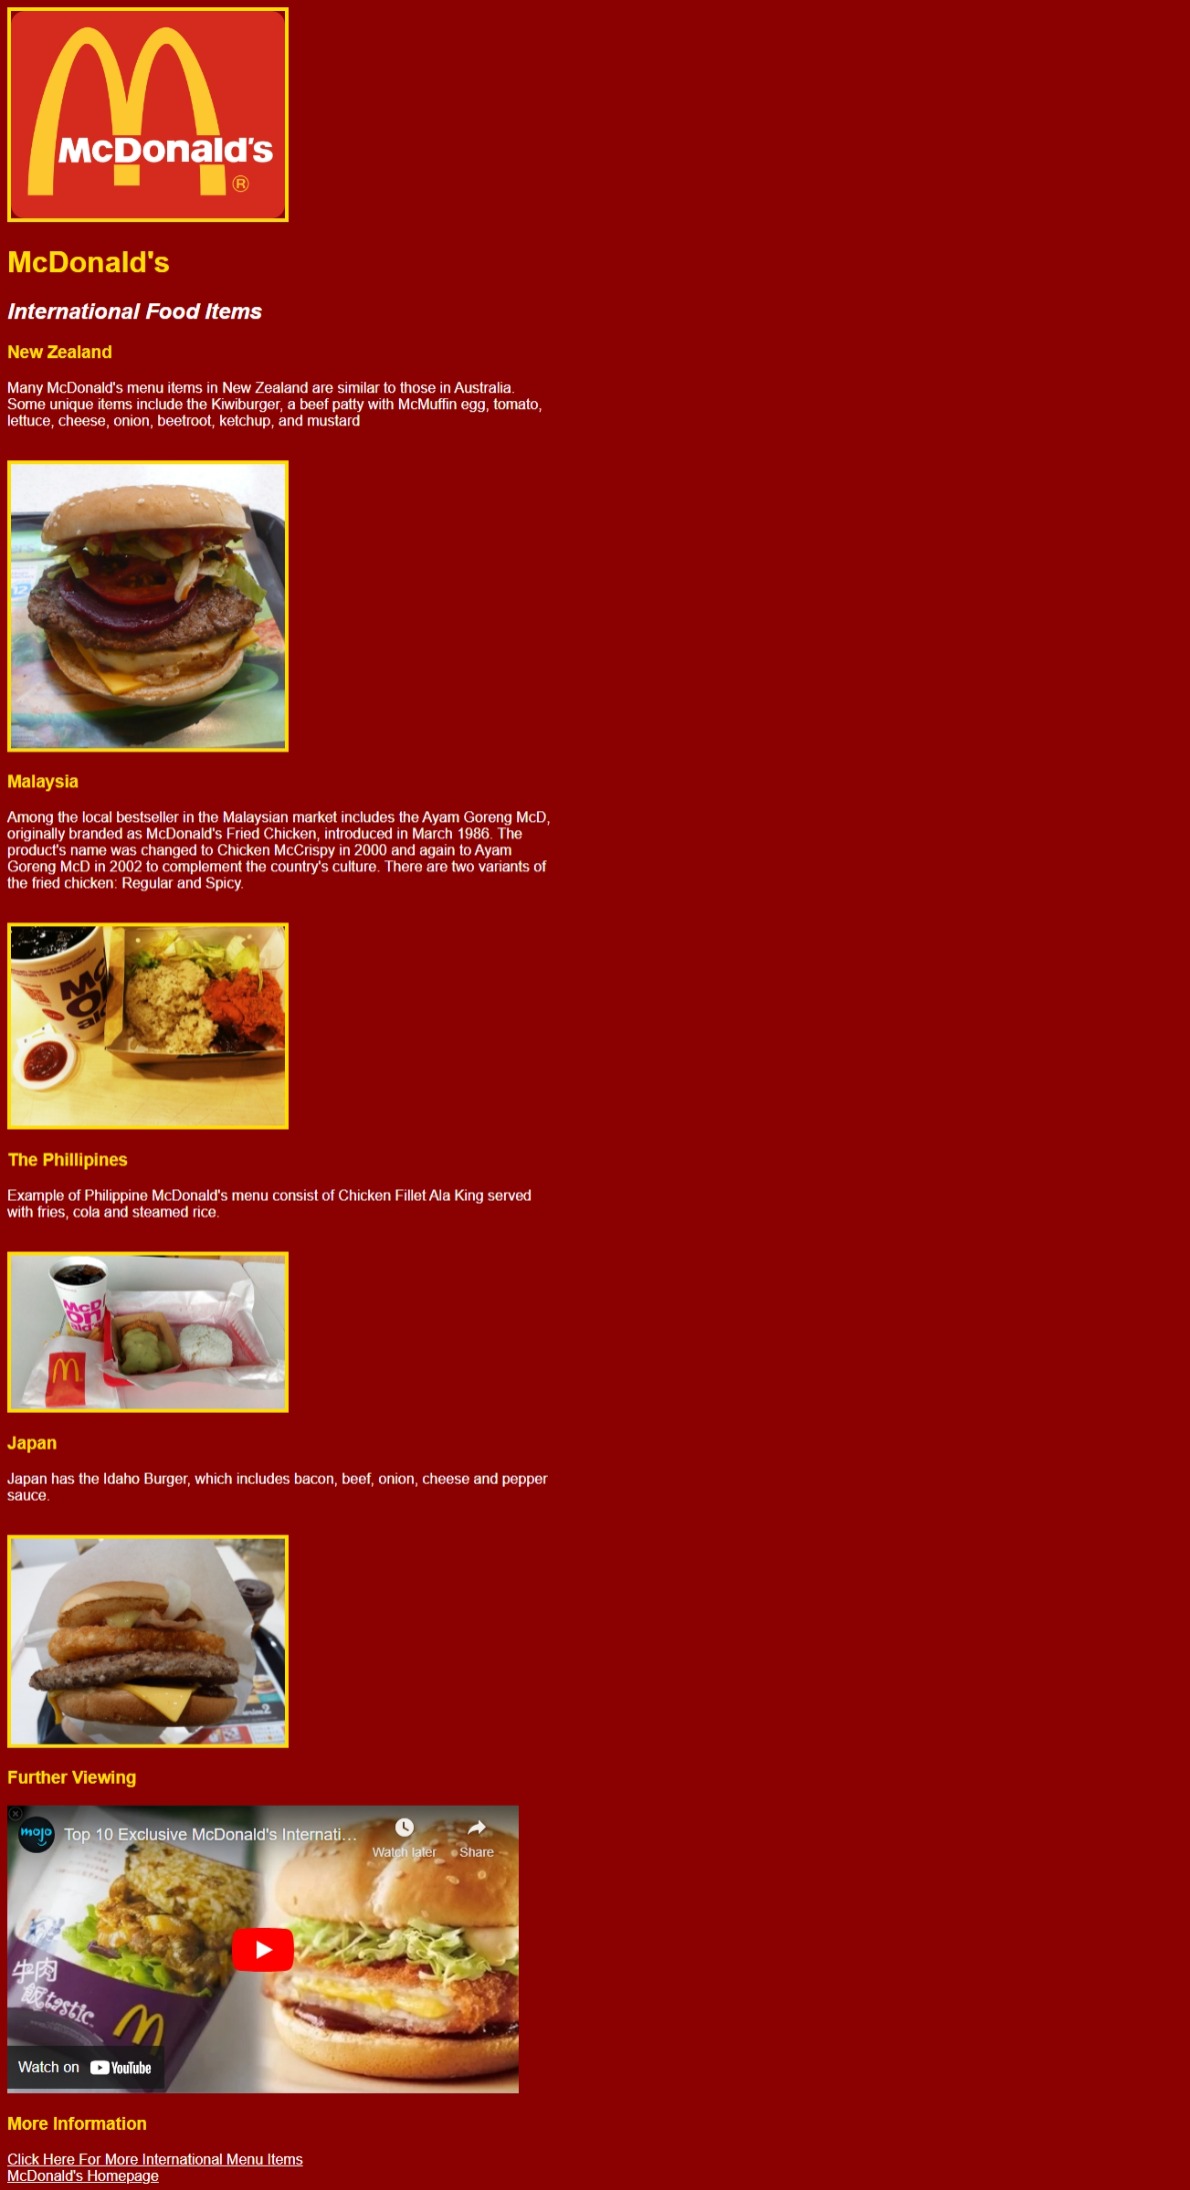 McDonald's
®
McDonald's
International Food Items
New Zealand
Many McDonald's menu items in New Zealand are similar to those in Australia.
Some unique items include the Kiwiburger, a beef patty with McMuffin egg, tomato,
lettuce, cheese, onion, beetroot, ketchup, and mustard
Malaysia
Among the local bestseller in the Malaysian market includes the Ayam Goreng McD,
originally branded as McDonald's Fried Chicken, introduced in March 1986. The
product's name was changed to Chicken McCrispy in 2000 and again to Ayam
Goreng McD in 2002 to complement the country's culture. There are two variants of
the fried chicken: Regular and Spicy.
The Phillipines
Example of Philippine McDonald's menu consist of Chicken Fillet Ala King served
with fries, cola and steamed rice.
McD
on
ald's
Japan
Japan has the Idaho Burger, which includes bacon, beef, onion, cheese and pepper
sauce.
Further Viewing
mojo
Top 10 Exclusive McDonald's Internati...
Watch later
Share
牛肉
飯tastic
Watch on YouTube
More Information
Click Here For More International Menu Items
McDonald's Homepage